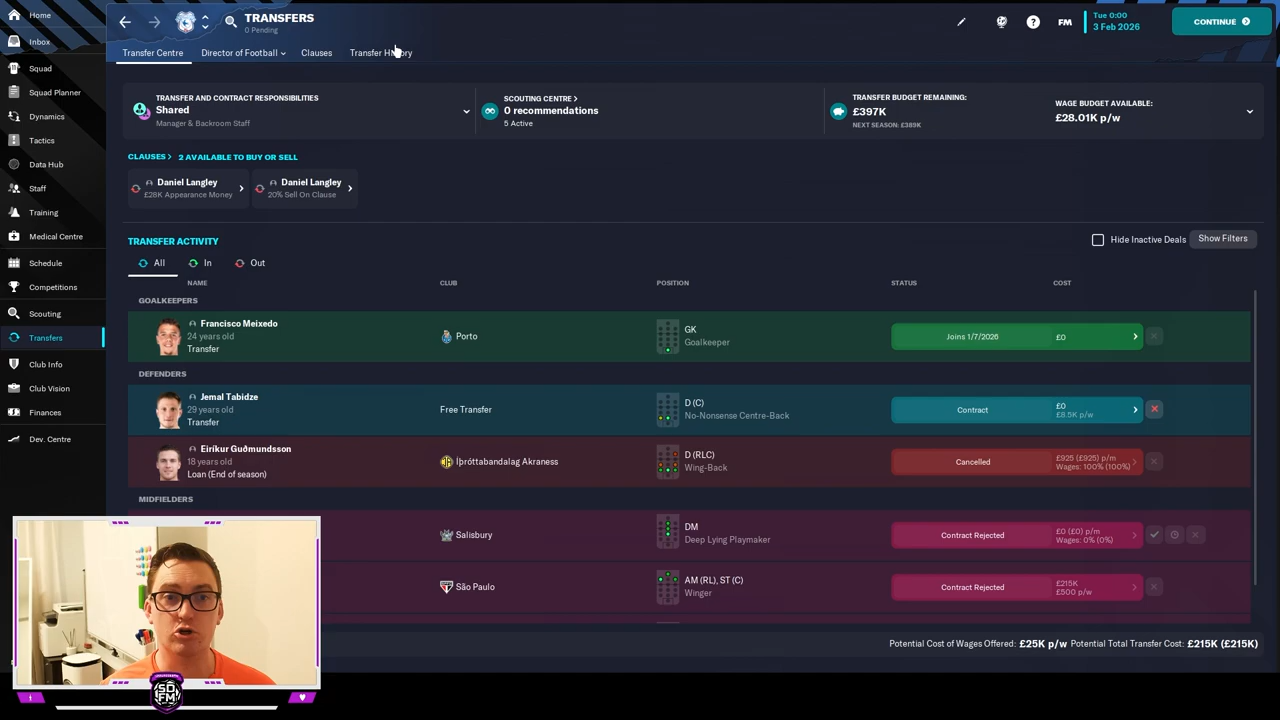 Home
Inbox
Squad
Squad Planner
Dynamics
Tactics
Data Hub
Staff
Training
Medical Centre
Schedule
Competitions
Scouting
Transfers
Club Info
Club Vision
Finances
Dev. Centre
TRANSFERS
0 Pending
FM
Tue 0:00
3 Feb 2026
CONTINUE
Transfer Centre
Director of Football
Clauses
Transfer History
TRANSFER AND CONTRACT RESPONSIBILITIES
Shared
Manager & Backroom Staff
SCOUTING CENTRE >
0 recommendations
5 Active
TRANSFER BUDGET REMAINING:
£397K
NEXT SEASON: £389K
WAGE BUDGET AVAILABLE:
£28.01K p/w
CLAUSES > 2 AVAILABLE TO BUY OR SELL
Daniel Langley
£28K Appearance Money
Daniel Langley
20% Sell On Clause
TRANSFER ACTIVITY
Hide Inactive Deals
Show Filters
All
In
Out
NAME CLUB POSITION STATUS COST
GOALKEEPERS
Francisco Meixedo
24 years old
Transfer
Porto
GK
Goalkeeper
Joins 1/7/2026
£0
DEFENDERS
Jemal Tabidze
29 years old
Transfer
Free Transfer
D (C)
No-Nonsense Centre-Back
Contract
£0
£8.5K p/w
Eiríkur Guðmundsson
18 years old
Loan (End of season)
Íþróttabandalag Akraness
D (RLC)
Wing-Back
Cancelled
£925 (£925) p/m
Wages: 100% (100%)
MIDFIELDERS
Salisbury
DM
Deep Lying Playmaker
Contract Rejected
£0 (£0) p/m
Wages: 0% (0%)
São Paulo
AM (RL), ST (C)
Winger
Contract Rejected
£215K
£500 p/w
Potential Cost of Wages Offered: £25K p/w Potential Total Transfer Cost: £215K (£215K)
SDFM